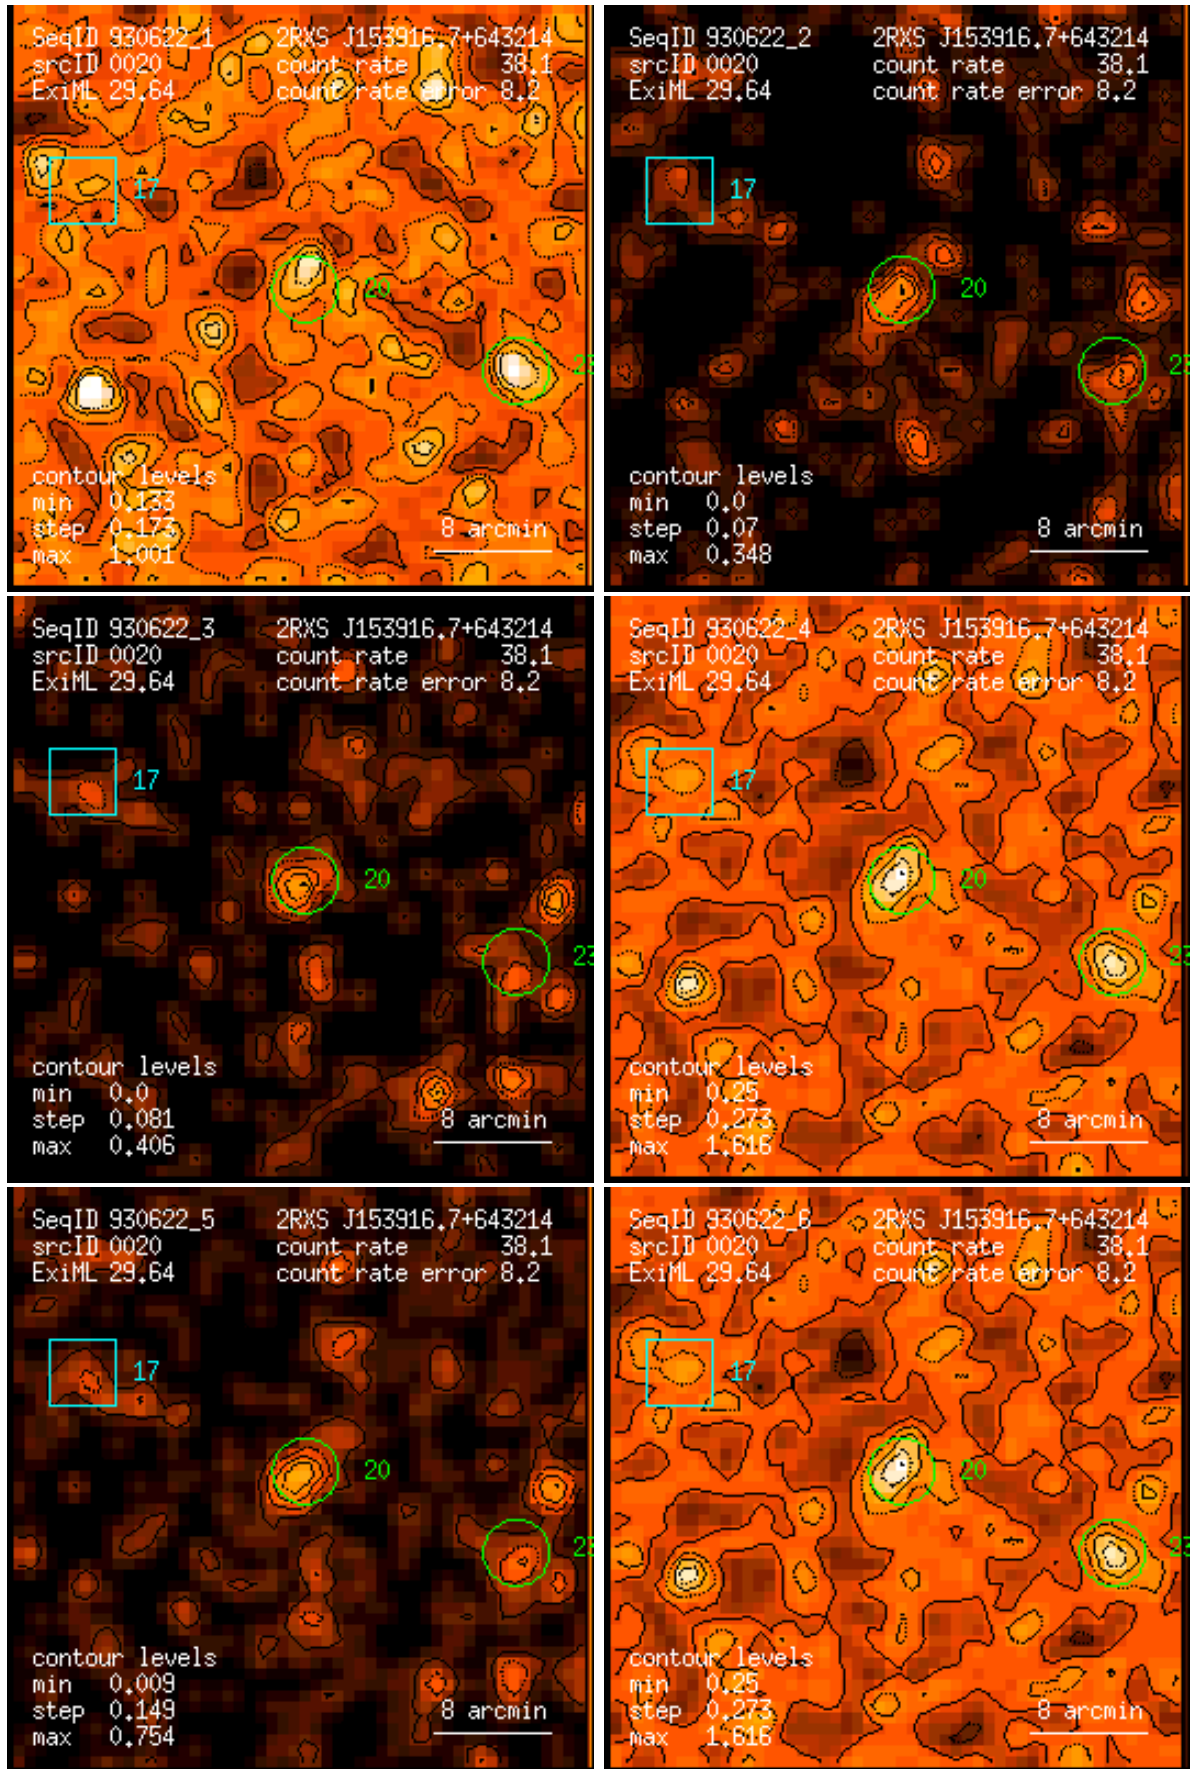 SeqID 930622_1 2RXS J153916.7+643214
srcID 0020 count rate 38.1
ExiML 29.64 count rate error 8.2
17
20
23
contour levels
min 0.133
step 0.173 8 arcmin
max 1.001
SeqID 930622_2 2RXS J153916.7+643214
srcID 0020 count rate 38.1
ExiML 29.64 count rate error 8.2
17
20
23
contour levels
min 0.0
step 0.07 8 arcmin
max 0.348
SeqID 930622_3 2RXS J153916.7+643214
srcID 0020 count rate 38.1
ExiML 29.64 count rate error 8.2
17
20
23
contour levels
min 0.0
step 0.081 8 arcmin
max 0.406
SeqID 930622_4 2RXS J153916.7+643214
srcID 0020 count rate 38.1
ExiML 29.64 count rate error 8.2
17
20
23
contour levels
min 0.25
step 0.273 8 arcmin
max 1.616
SeqID 930622_5 2RXS J153916.7+643214
srcID 0020 count rate 38.1
ExiML 29.64 count rate error 8.2
17
20
23
contour levels
min 0.009
step 0.149 8 arcmin
max 0.754
SeqID 930622_6 2RXS J153916.7+643214
srcID 0020 count rate 38.1
ExiML 29.64 count rate error 8.2
17
20
23
contour levels
min 0.25
step 0.273 8 arcmin
max 1.616